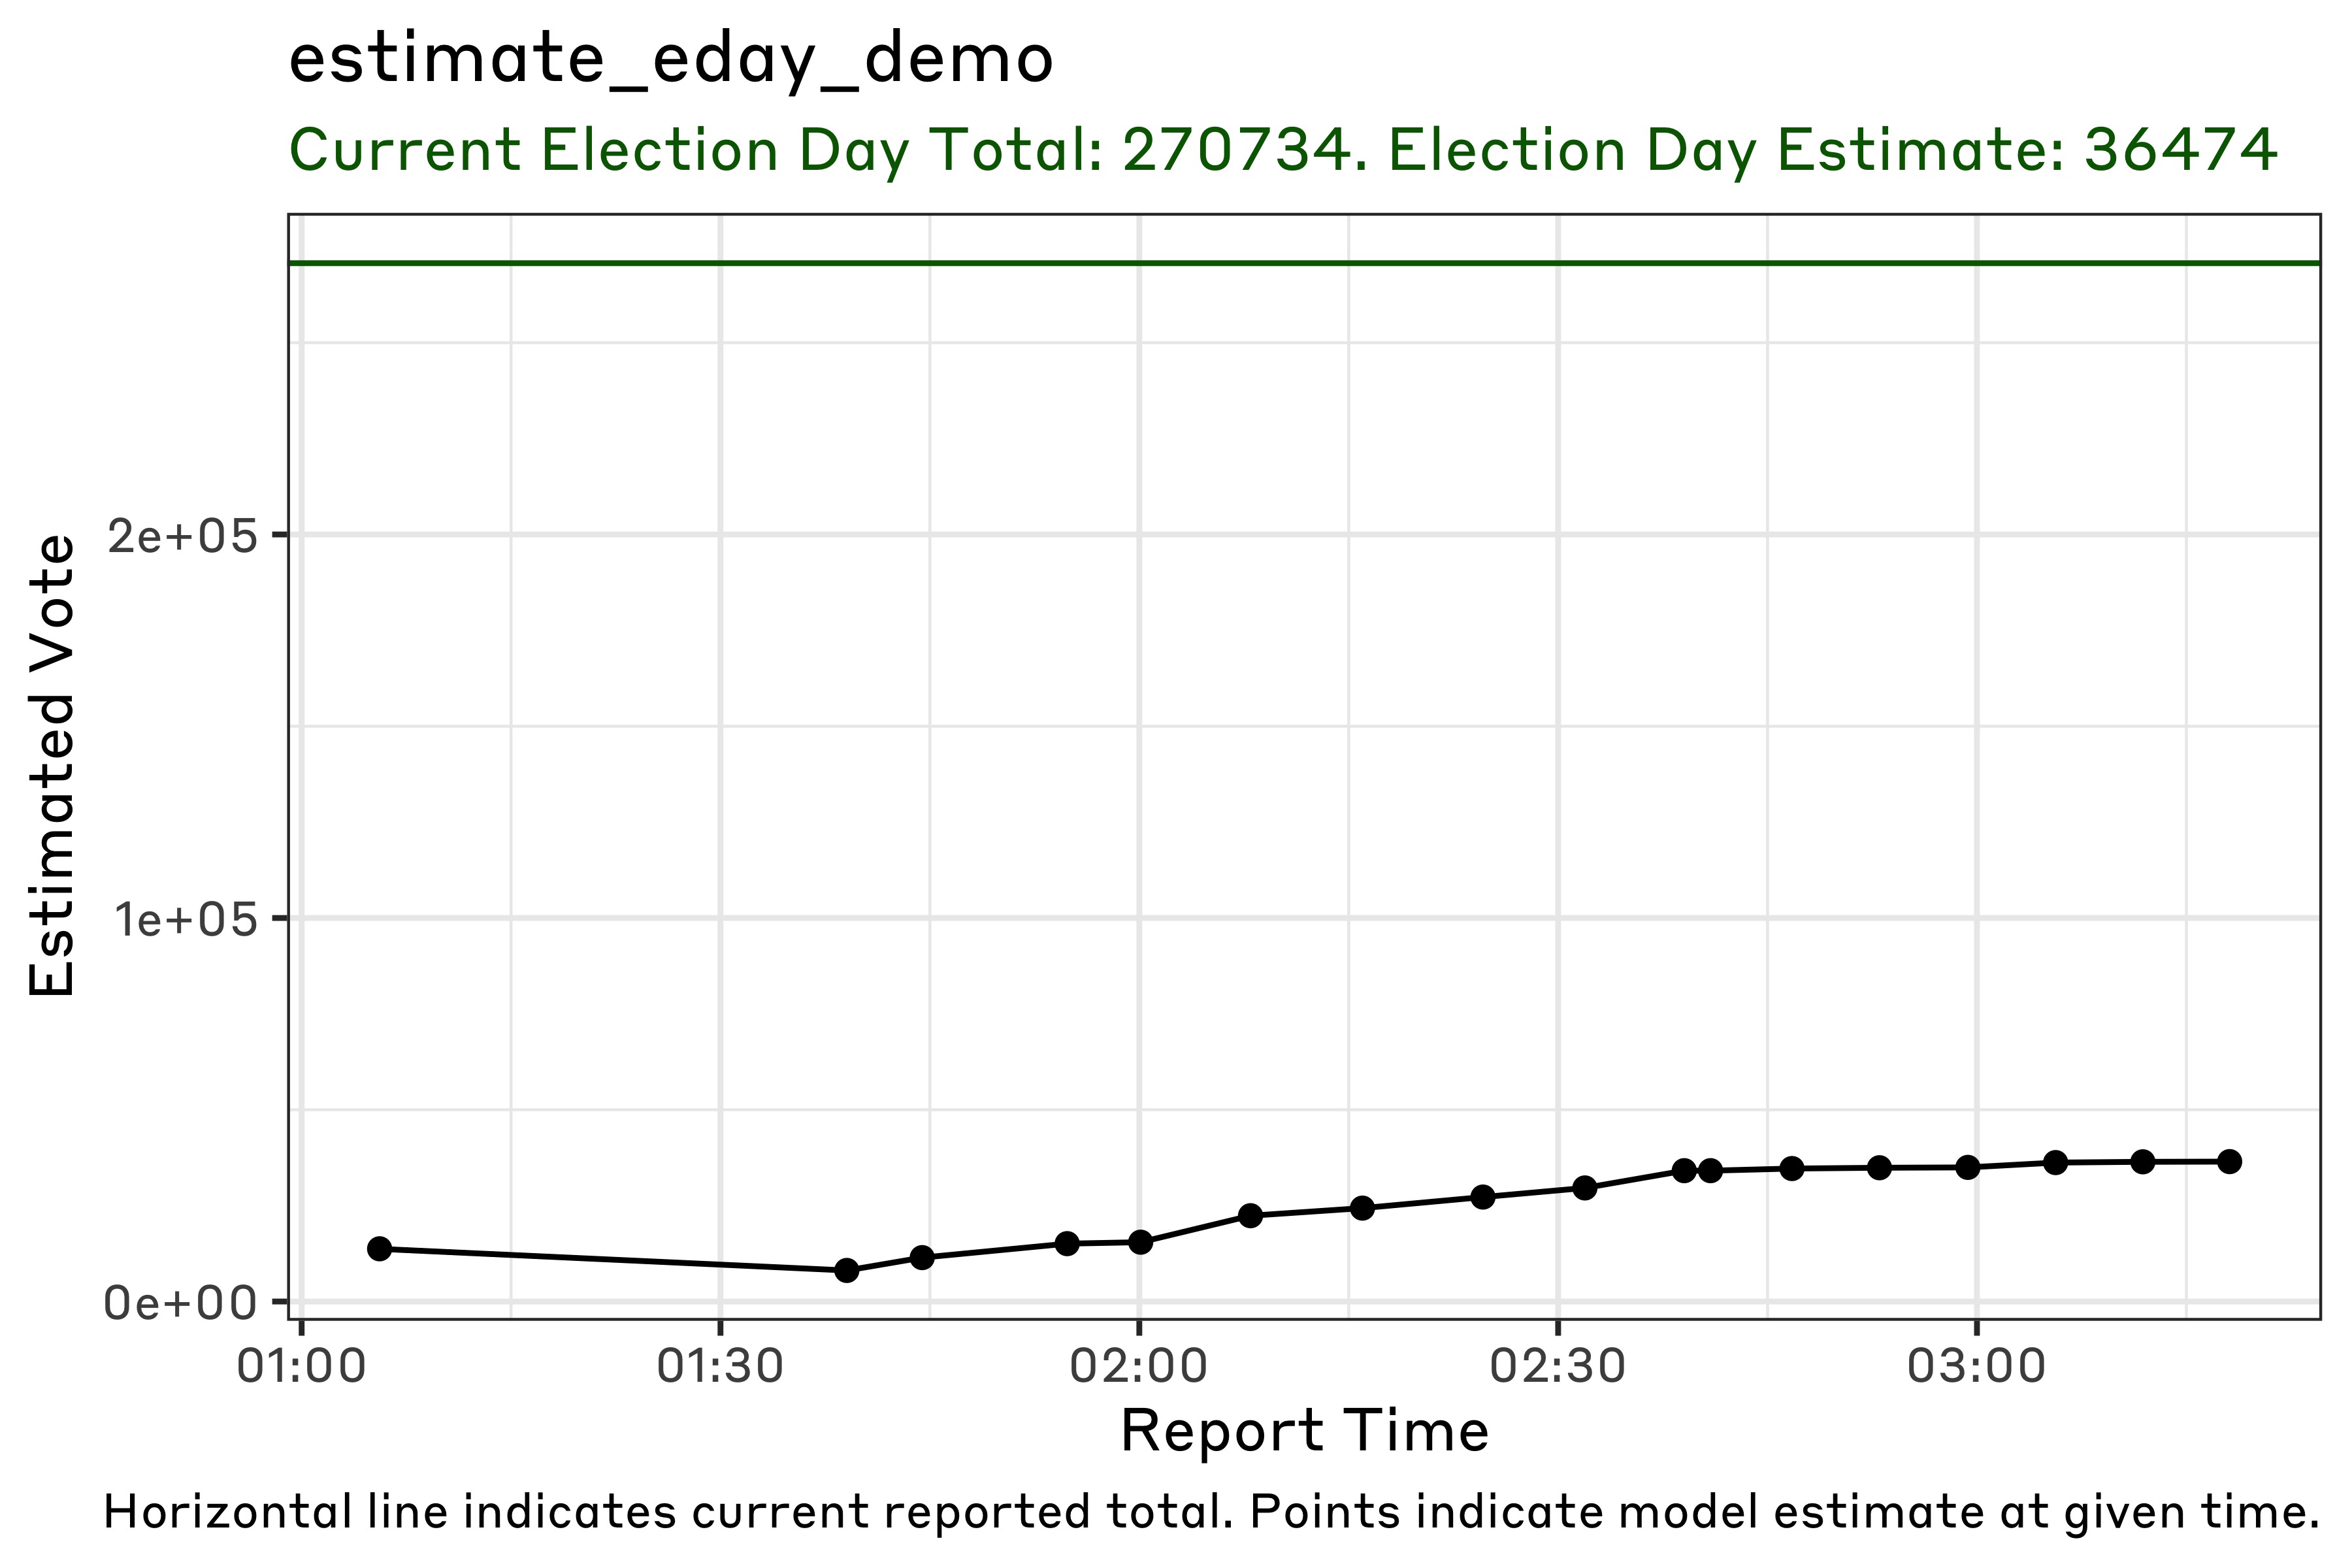 estimate_eday_demo
Current Election Day Total: 270734. Election Day Estimate: 36474
Estimated Vote
2e+05
1e+05
0e+00
01:00 01:30 02:00 02:30 03:00
Report Time
Horizontal line indicates current reported total. Points indicate model estimate at given time.